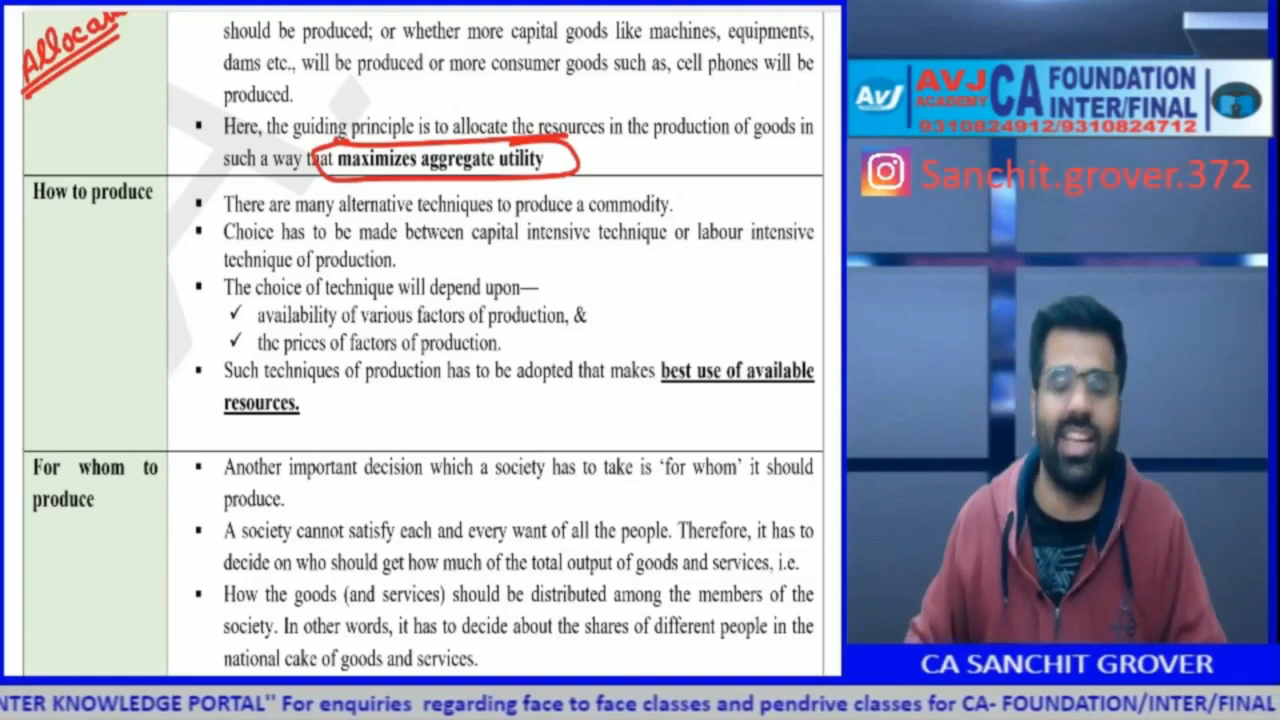 Allocat
should be produced; or whether more capital goods like machines, equipments,
dams etc., will be produced or more consumer goods such as, cell phones will be
produced.
▪ Here, the guiding principle is to allocate the resources in the production of goods in
such a way that maximizes aggregate utility
How to produce
▪ There are many alternative techniques to produce a commodity.
▪ Choice has to be made between capital intensive technique or labour intensive
technique of production.
▪ The choice of technique will depend upon—
✓ availability of various factors of production, &
✓ the prices of factors of production.
▪ Such techniques of production has to be adopted that makes best use of available
resources.
For whom to
produce
▪ Another important decision which a society has to take is ‘for whom’ it should
produce.
▪ A society cannot satisfy each and every want of all the people. Therefore, it has to
decide on who should get how much of the total output of goods and services, i.e.
▪ How the goods (and services) should be distributed among the members of the
society. In other words, it has to decide about the shares of different people in the
national cake of goods and services.
AVJ
AVJ
ACADEMY
CA
FOUNDATION
INTER/FINAL
9310824912/9310824712
Sanchit.grover.372
CA SANCHIT GROVER
NTER KNOWLEDGE PORTAL" For enquiries regarding face to face classes and pendrive classes for CA- FOUNDATION/INTER/FINAL